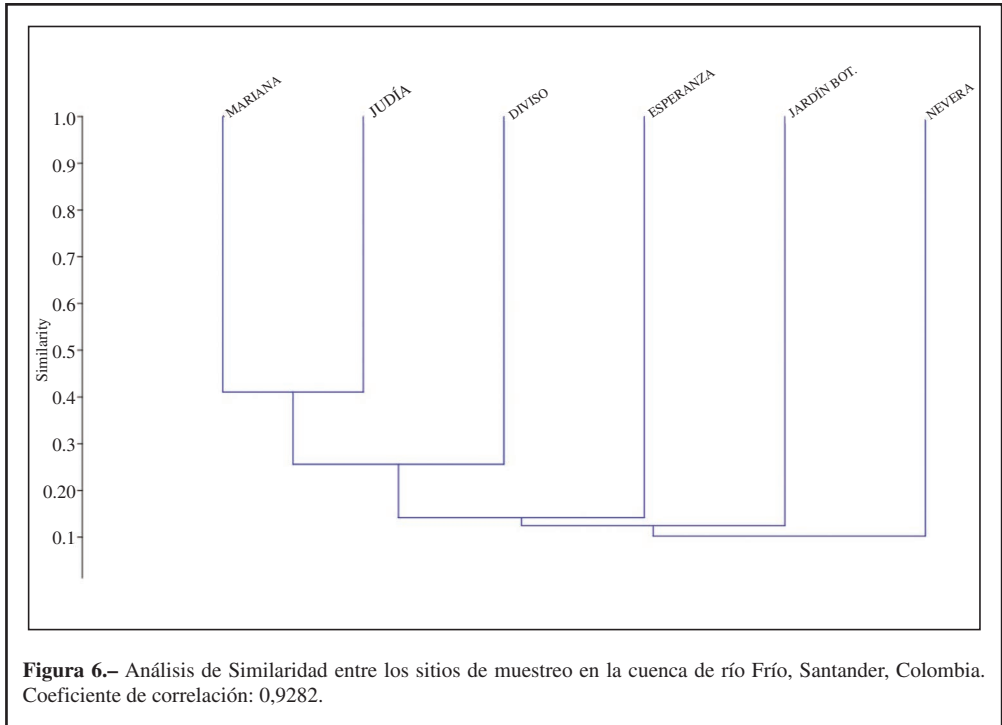 MARIANA
JUDÍA
DIVISO
ESPERANZA
JARDÍN BOT.
NEVERA
1.0
0.9
0.8
0.7
0.6
0.5
0.4
0.3
0.20
0.1
Similarity
Figura 6.– Análisis de Similaridad entre los sitios de muestreo en la cuenca de río Frío, Santander, Colombia.
Coeficiente de correlación: 0,9282.